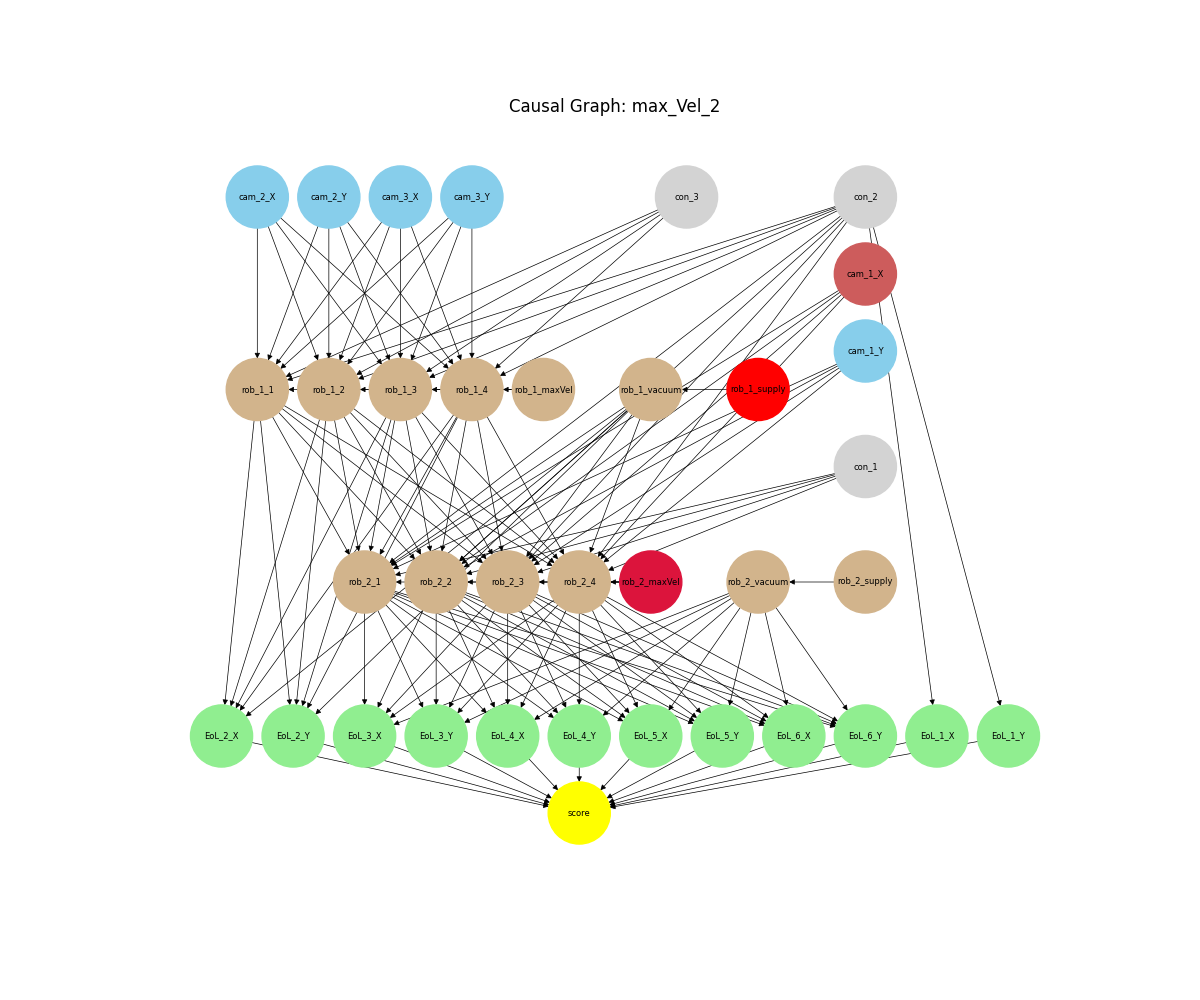 Causal Graph: max_Vel_2
cam_2_X
cam_2_Y
cam_3_X
cam_3_Y
con_3
con_2
cam_1_X
cam_1_Y
rob_1_1
rob_1_2
rob_1_3
rob_1_4
rob_1_maxVel
rob_1_vacuum
rob_1_supply
con_1
rob_2_1
rob_2_2
rob_2_3
rob_2_4
rob_2_maxVel
rob_2_vacuum
rob_2_supply
EoL_2_X
EoL_2_Y
EoL_3_X
EoL_3_Y
EoL_4_X
EoL_4_Y
EoL_5_X
EoL_5_Y
EoL_6_X
EoL_6_Y
EoL_1_X
EoL_1_Y
score